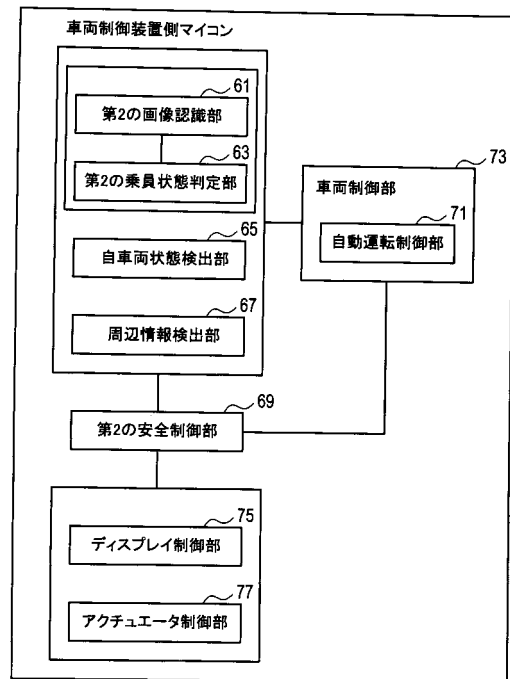 車両制御装置側マイコン
61
第2の画像認識部
63
第2の乗員状態判定部
65
自車両状態検出部
67
周辺情報検出部
73
車両制御部
71
自動運転制御部
69
第2の安全制御部
75
ディスプレイ制御部
77
アクチュエータ制御部